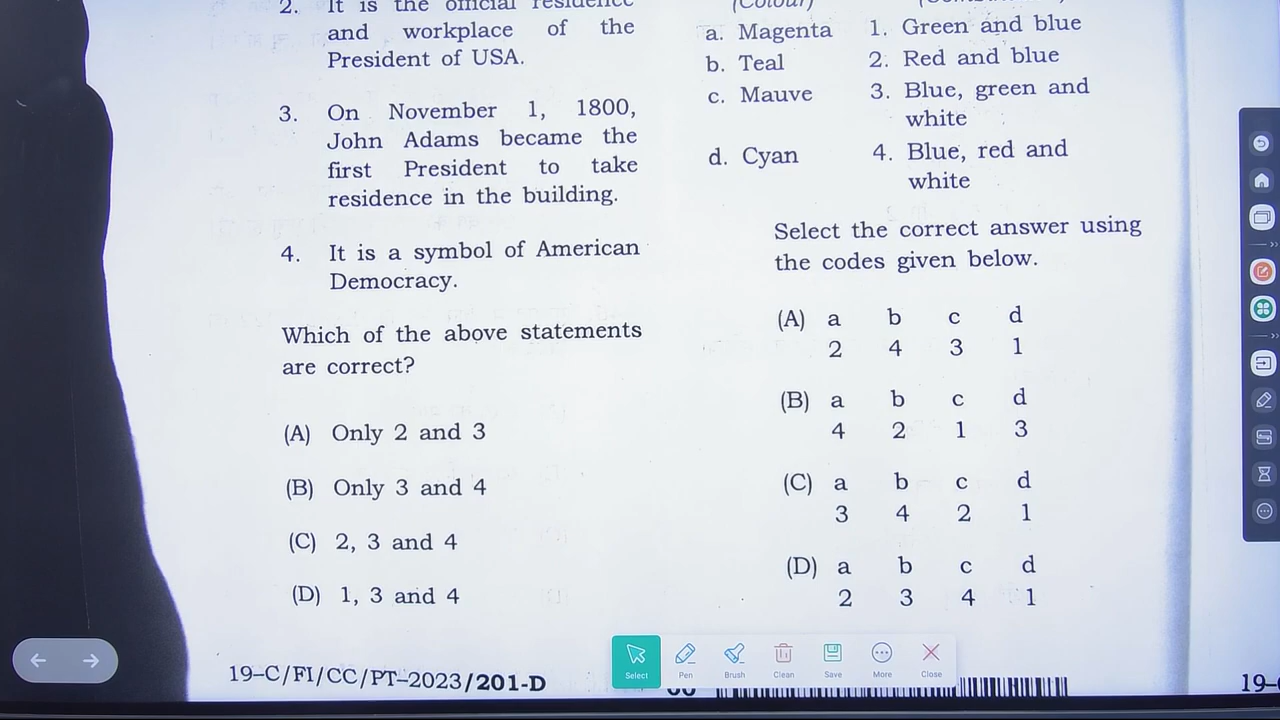 2. It is the official residence
and workplace of the
President of USA.
3. On November 1, 1800,
John Adams became the
first President to take
residence in the building.
4. It is a symbol of American
Democracy.
Which of the above statements
are correct?
(A) Only 2 and 3
(B) Only 3 and 4
(C) 2, 3 and 4
(D) 1, 3 and 4
19–C/FI/CC/PT–2023/201-D
(Colour)
a. Magenta 1. Green and blue
b. Teal 2. Red and blue
c. Mauve 3. Blue, green and
white
d. Cyan 4. Blue, red and
white
Select the correct answer using
the codes given below.
(A) a b c d
2 4 3 1
(B) a b c d
4 2 1 3
(C) a b c d
3 4 2 1
(D) a b c d
2 3 4 1
Select Pen Brush Clean Save More Close